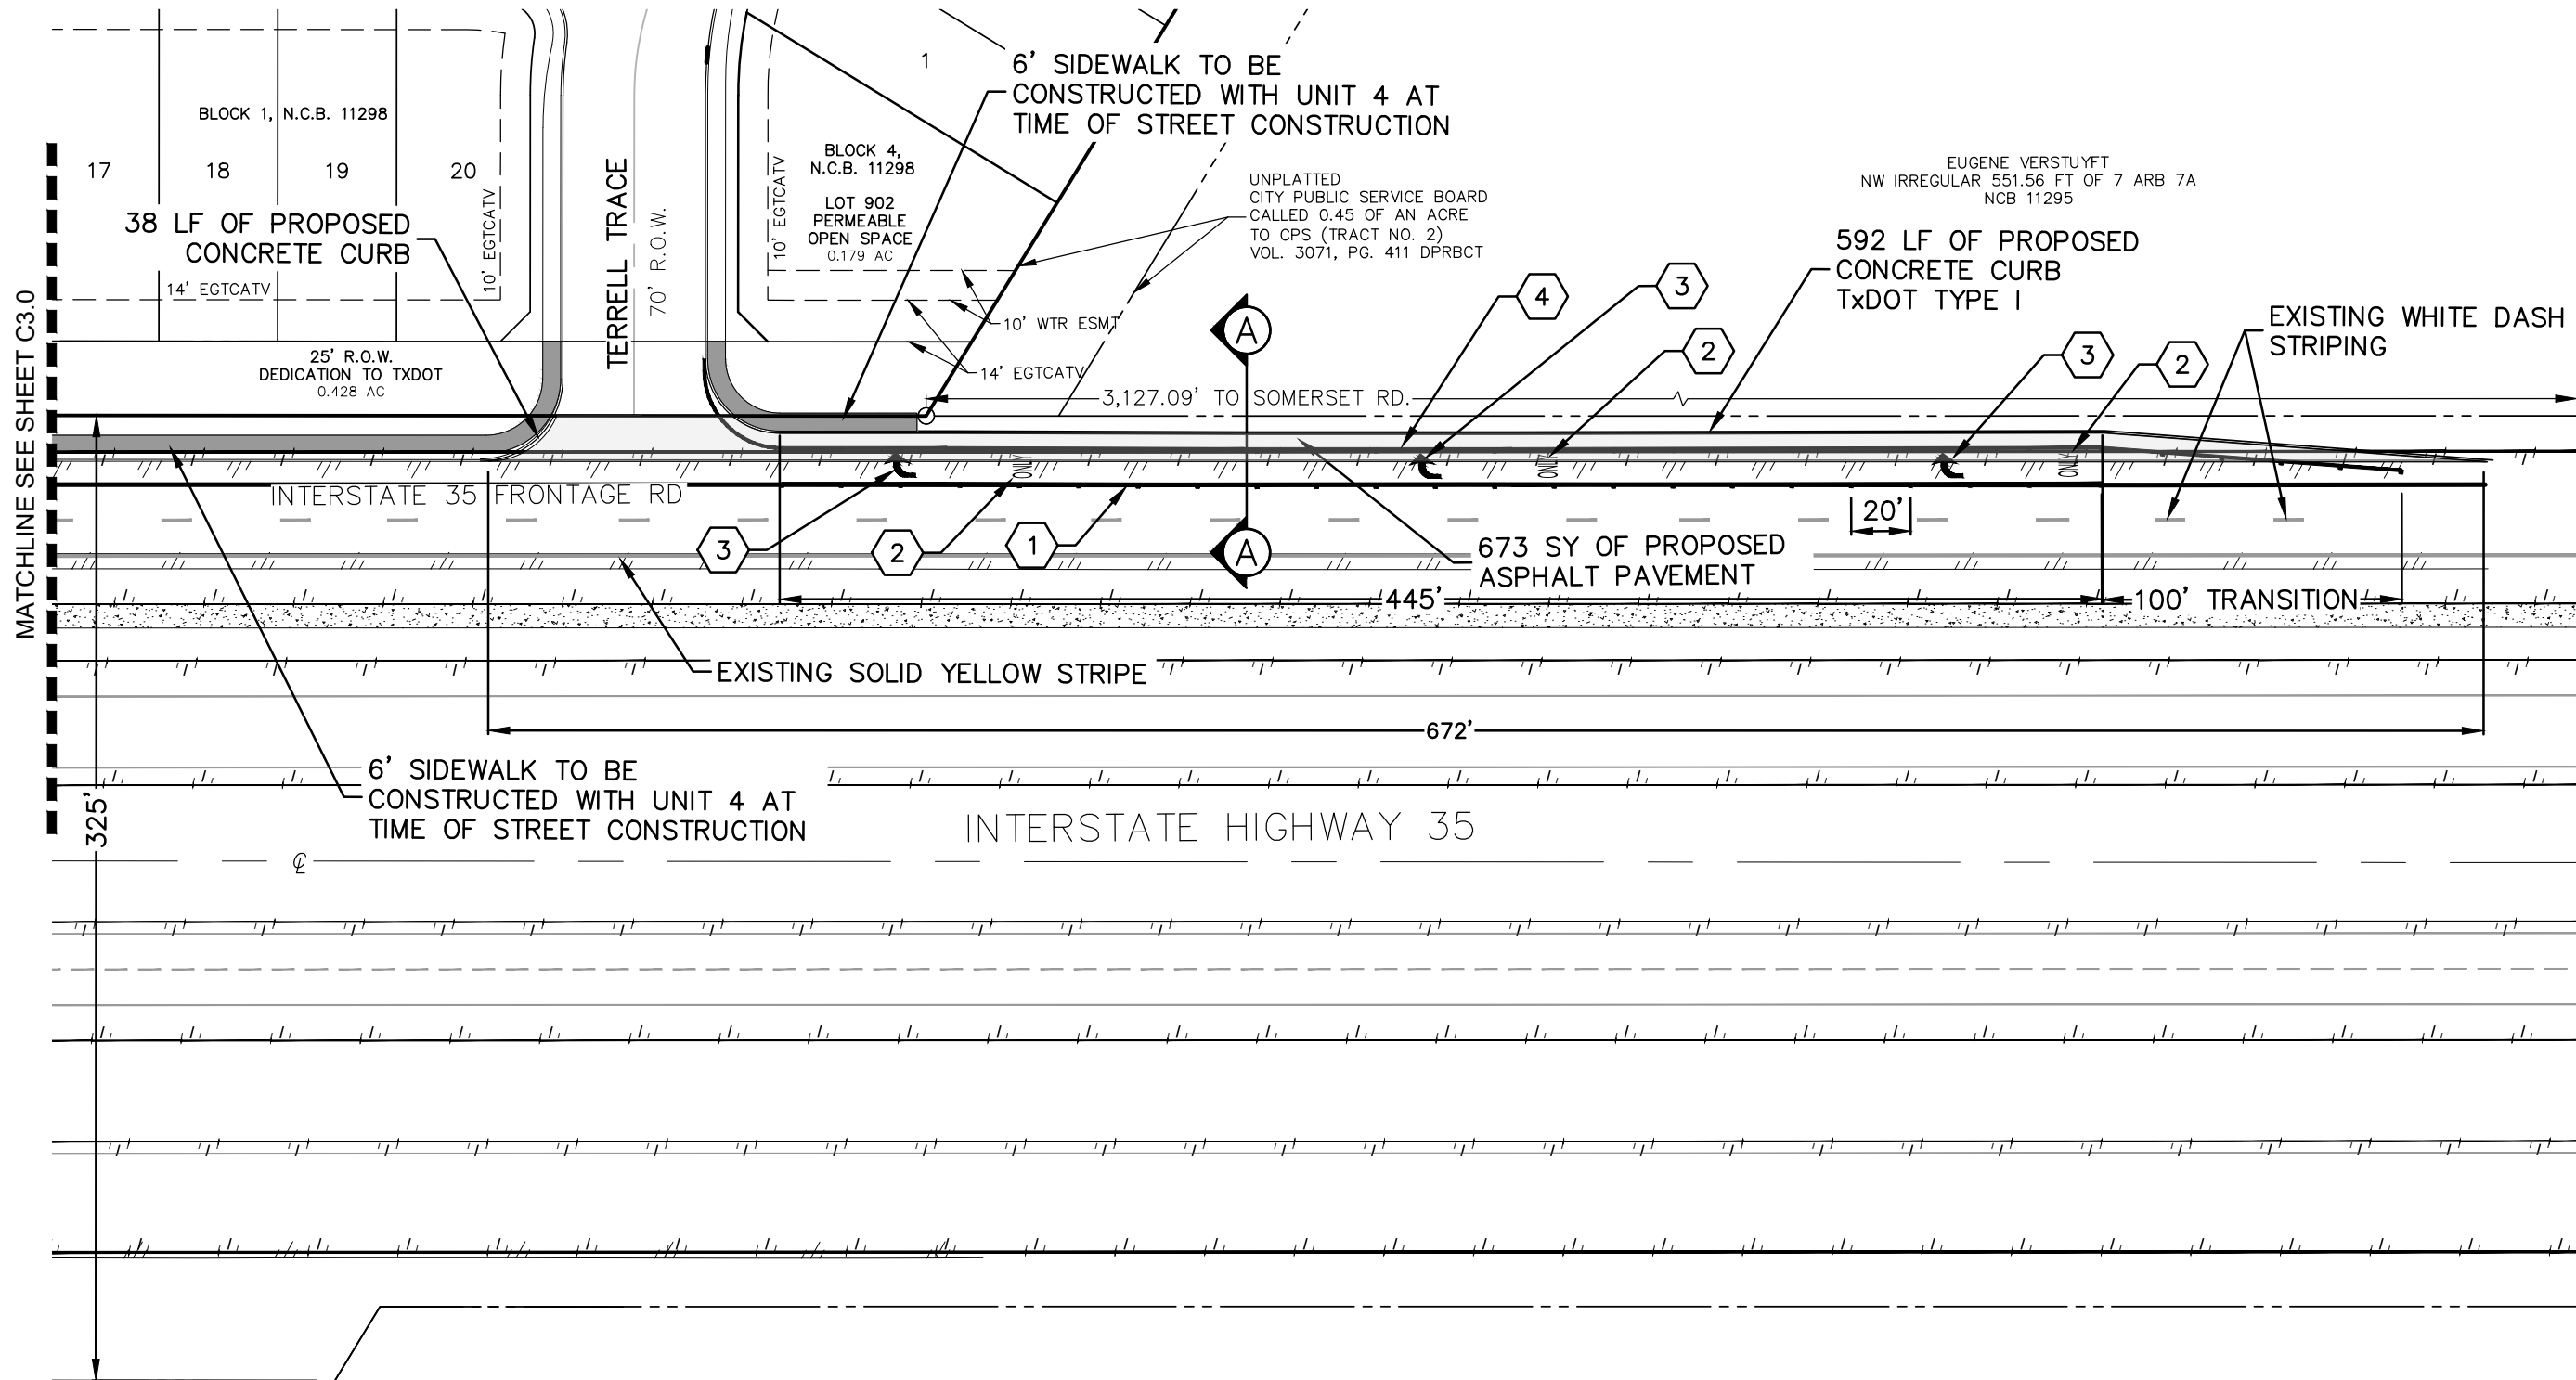 1
6' SIDEWALK TO BE
CONSTRUCTED WITH UNIT 4 AT
TIME OF STREET CONSTRUCTION
BLOCK 1, N.C.B. 11298
17
18
19
20
10' EGTCATV
14' EGTCATV
38 LF OF PROPOSED
CONCRETE CURB
TERRELL TRACE
70' R.O.W.
10' EGTCATV
BLOCK 4,
N.C.B. 11298
LOT 902
PERMEABLE
OPEN SPACE
0.179 AC
UNPLATTED
CITY PUBLIC SERVICE BOARD
CALLED 0.45 OF AN ACRE
TO CPS (TRACT NO. 2)
VOL. 3071, PG. 411 DPRBCT
EUGENE VERSTUYFT
NW IRREGULAR 551.56 FT OF 7 ARB 7A
NCB 11295
592 LF OF PROPOSED
CONCRETE CURB
TxDOT TYPE I
EXISTING WHITE DASH
STRIPING
10' WTR ESMT
14' EGTCATV
A
4
3
2
3
2
25' R.O.W.
DEDICATION TO TXDOT
0.428 AC
3,127.09' TO SOMERSET RD.
MATCHLINE SEE SHEET C3.0
ONLY
ONLY
ONLY
INTERSTATE 35 FRONTAGE RD
20'
3
2
1
A
673 SY OF PROPOSED
ASPHALT PAVEMENT
445'
100' TRANSITION
EXISTING SOLID YELLOW STRIPE
672'
6' SIDEWALK TO BE
CONSTRUCTED WITH UNIT 4 AT
TIME OF STREET CONSTRUCTION
325'
INTERSTATE HIGHWAY 35
℄